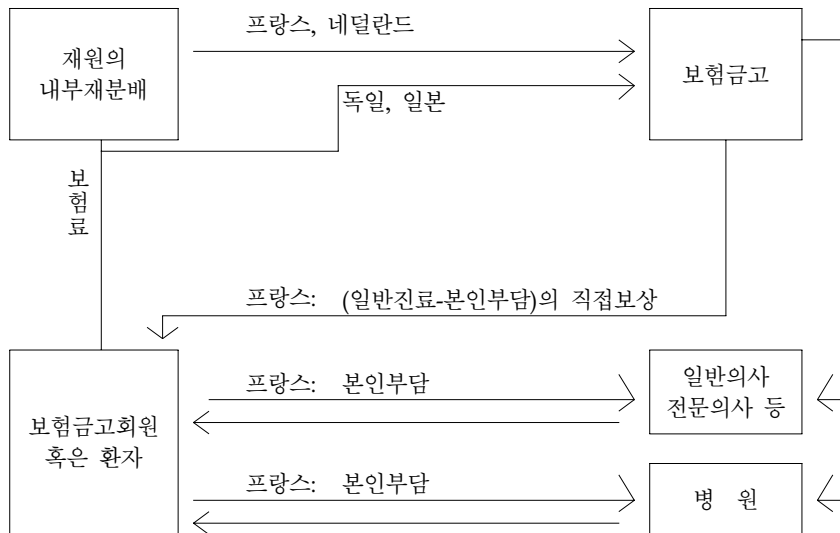 프랑스, 네덜란드
재원의
내부재분배
보험금고
독일, 일본
보험료
프랑스: (일반진료-본인부담)의 직접보상
프랑스: 본인부담
일반의사
전문의사 등
보험금고회원
혹은 환자
프랑스: 본인부담
병 원